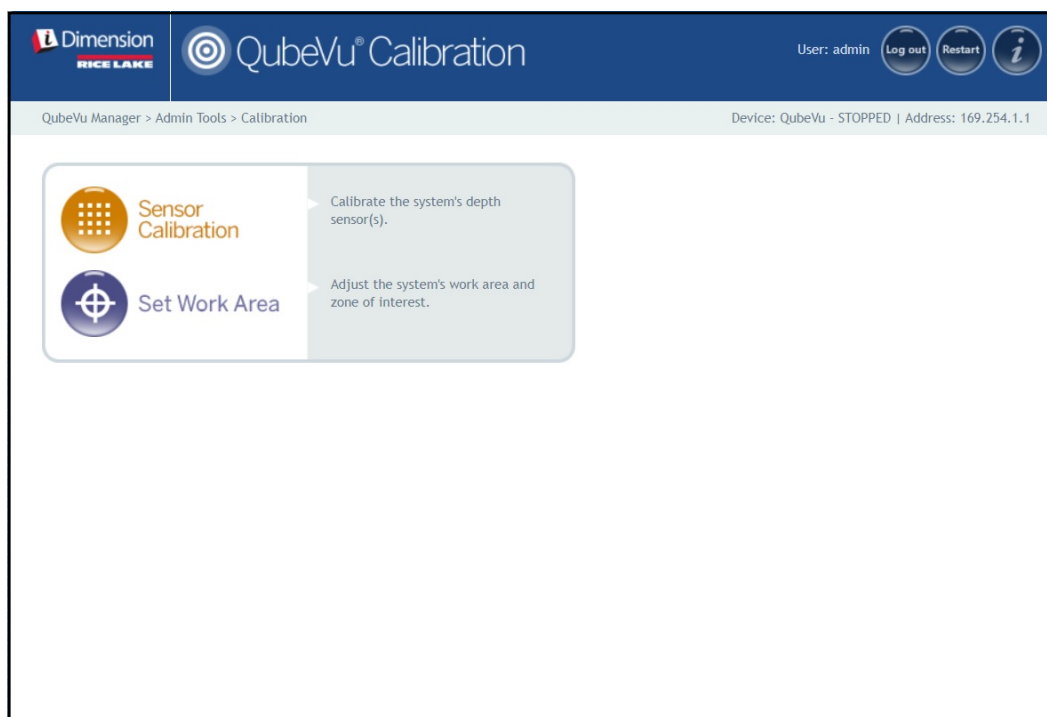 i Dimension
RICE LAKE
QubeVu® Calibration
User: admin
Log out
Restart
i
QubeVu Manager > Admin Tools > Calibration
Device: QubeVu - STOPPED | Address: 169.254.1.1
Sensor
Calibration
Calibrate the system's depth
sensor(s).
Set Work Area
Adjust the system's work area and
zone of interest.